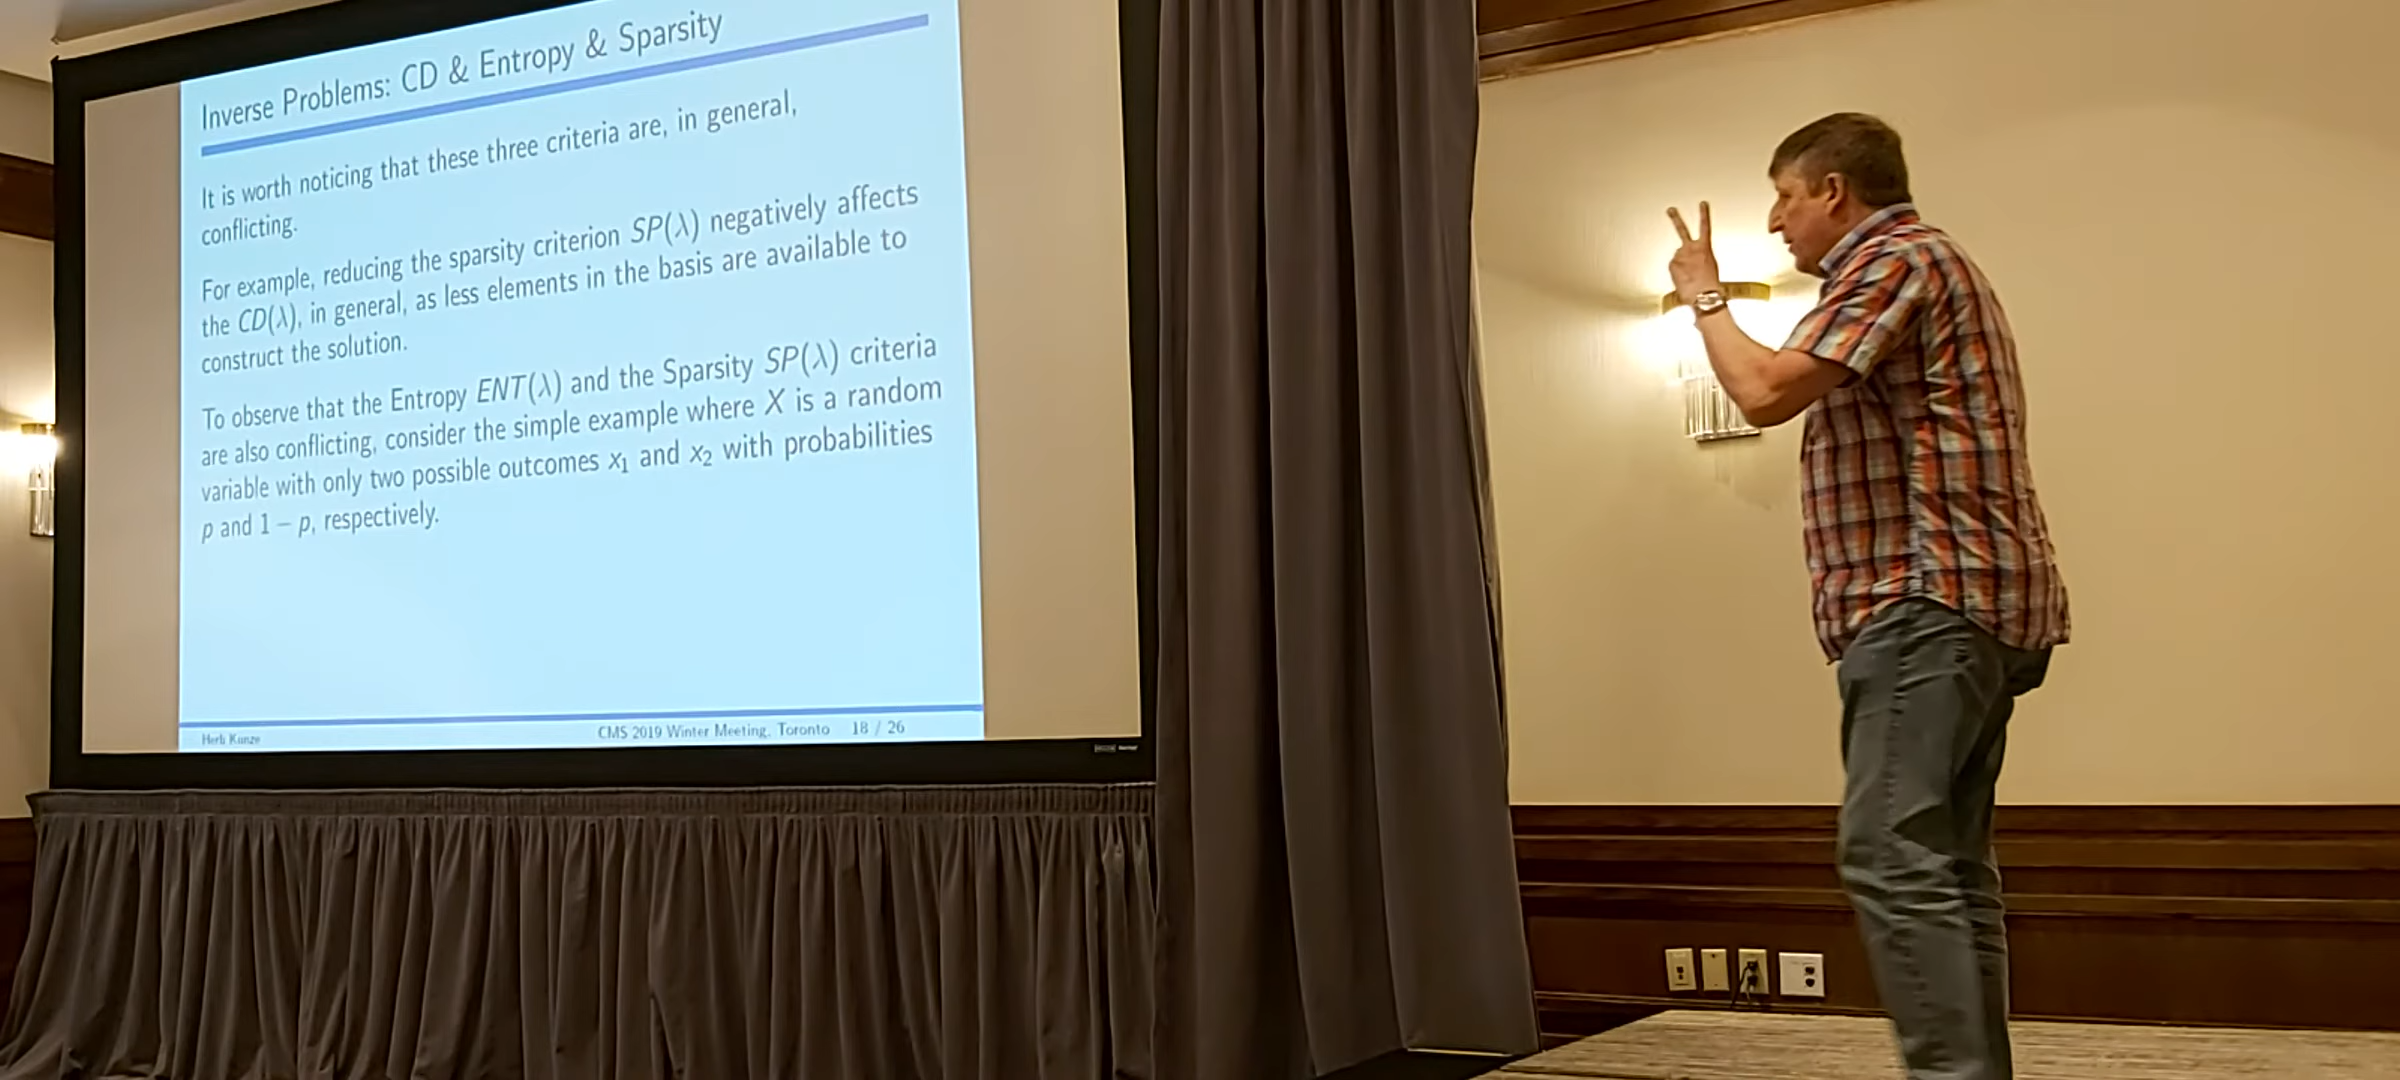 Inverse Problems: CD & Entropy & Sparsity
It is worth noticing that these three criteria are, in general,
conflicting.
For example, reducing the sparsity criterion SP(λ) negatively affects
the CD(λ), in general, as less elements in the basis are available to
construct the solution.
To observe that the Entropy ENT(λ) and the Sparsity SP(λ) criteria
are also conflicting, consider the simple example where X is a random
variable with only two possible outcomes x₁ and x₂ with probabilities
p and 1 − p, respectively.
Herb Kunze
CMS 2019 Winter Meeting, Toronto 18 / 26